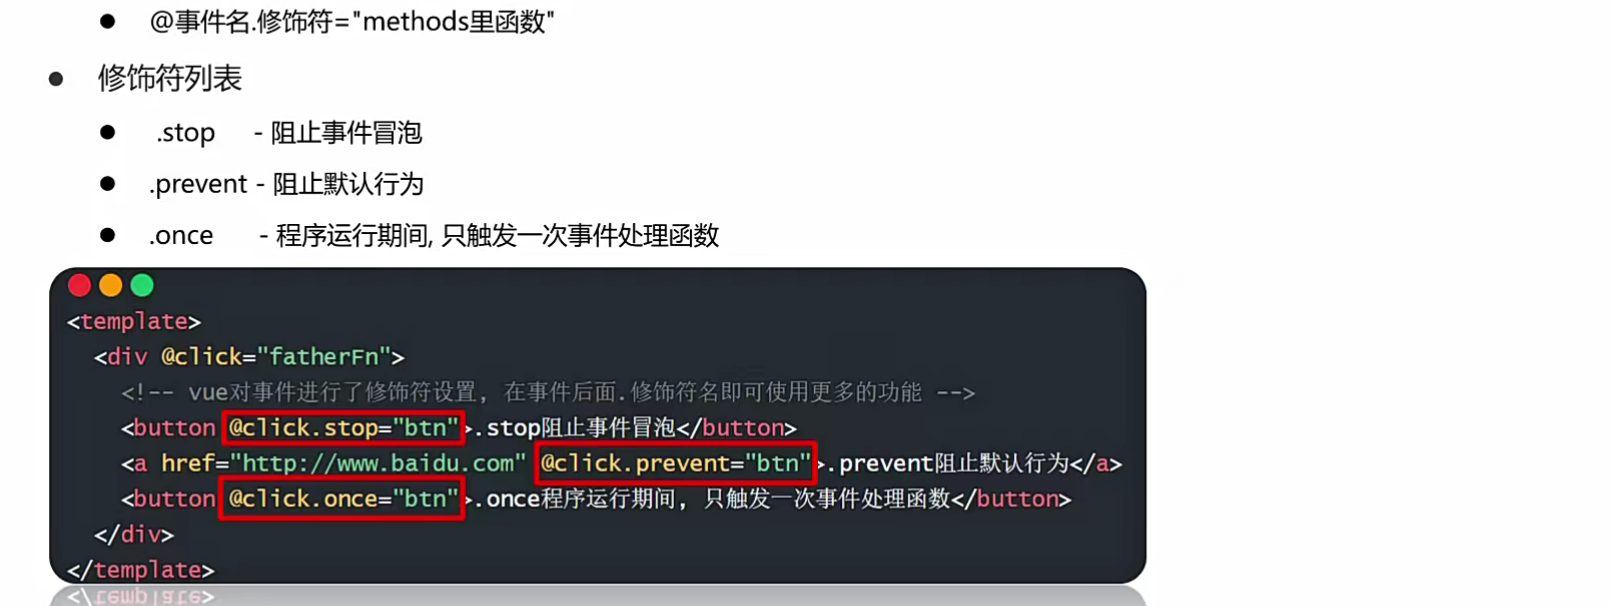 @事件名.修饰符="methods里函数"
修饰符列表
.stop - 阻止事件冒泡
.prevent - 阻止默认行为
.once - 程序运行期间, 只触发一次事件处理函数
<template>
<div @click="fatherFn">
<!-- vue对事件进行了修饰符设置, 在事件后面.修饰符名即可使用更多的功能 -->
<button @click.stop="btn">.stop阻止事件冒泡</button>
<a href="http://www.baidu.com" @click.prevent="btn">.prevent阻止默认行为</a>
<button @click.once="btn">.once程序运行期间, 只触发一次事件处理函数</button>
</div>
</template>